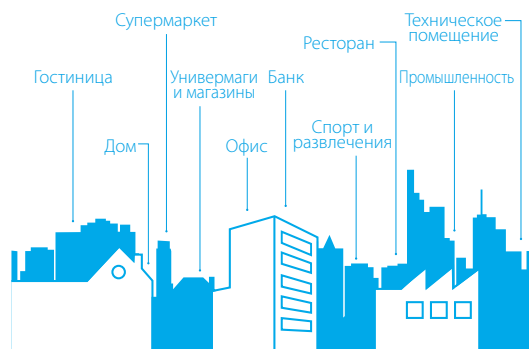 Супермаркет
Техническое
помещение
Ресторан
Гостиница
Универмаги
и магазины
Банк
Промышленность
Спорт и
развлечения
Дом
Офис